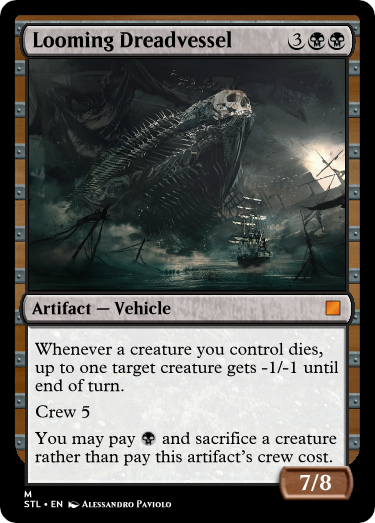 Looming Dreadvessel 3
Artifact — Vehicle
Whenever a creature you control dies,
up to one target creature gets -1/-1 until
end of turn.
Crew 5
You may pay and sacrifice a creature
rather than pay this artifact's crew cost.
7/8
M
STL • EN Alessandro Paviolo